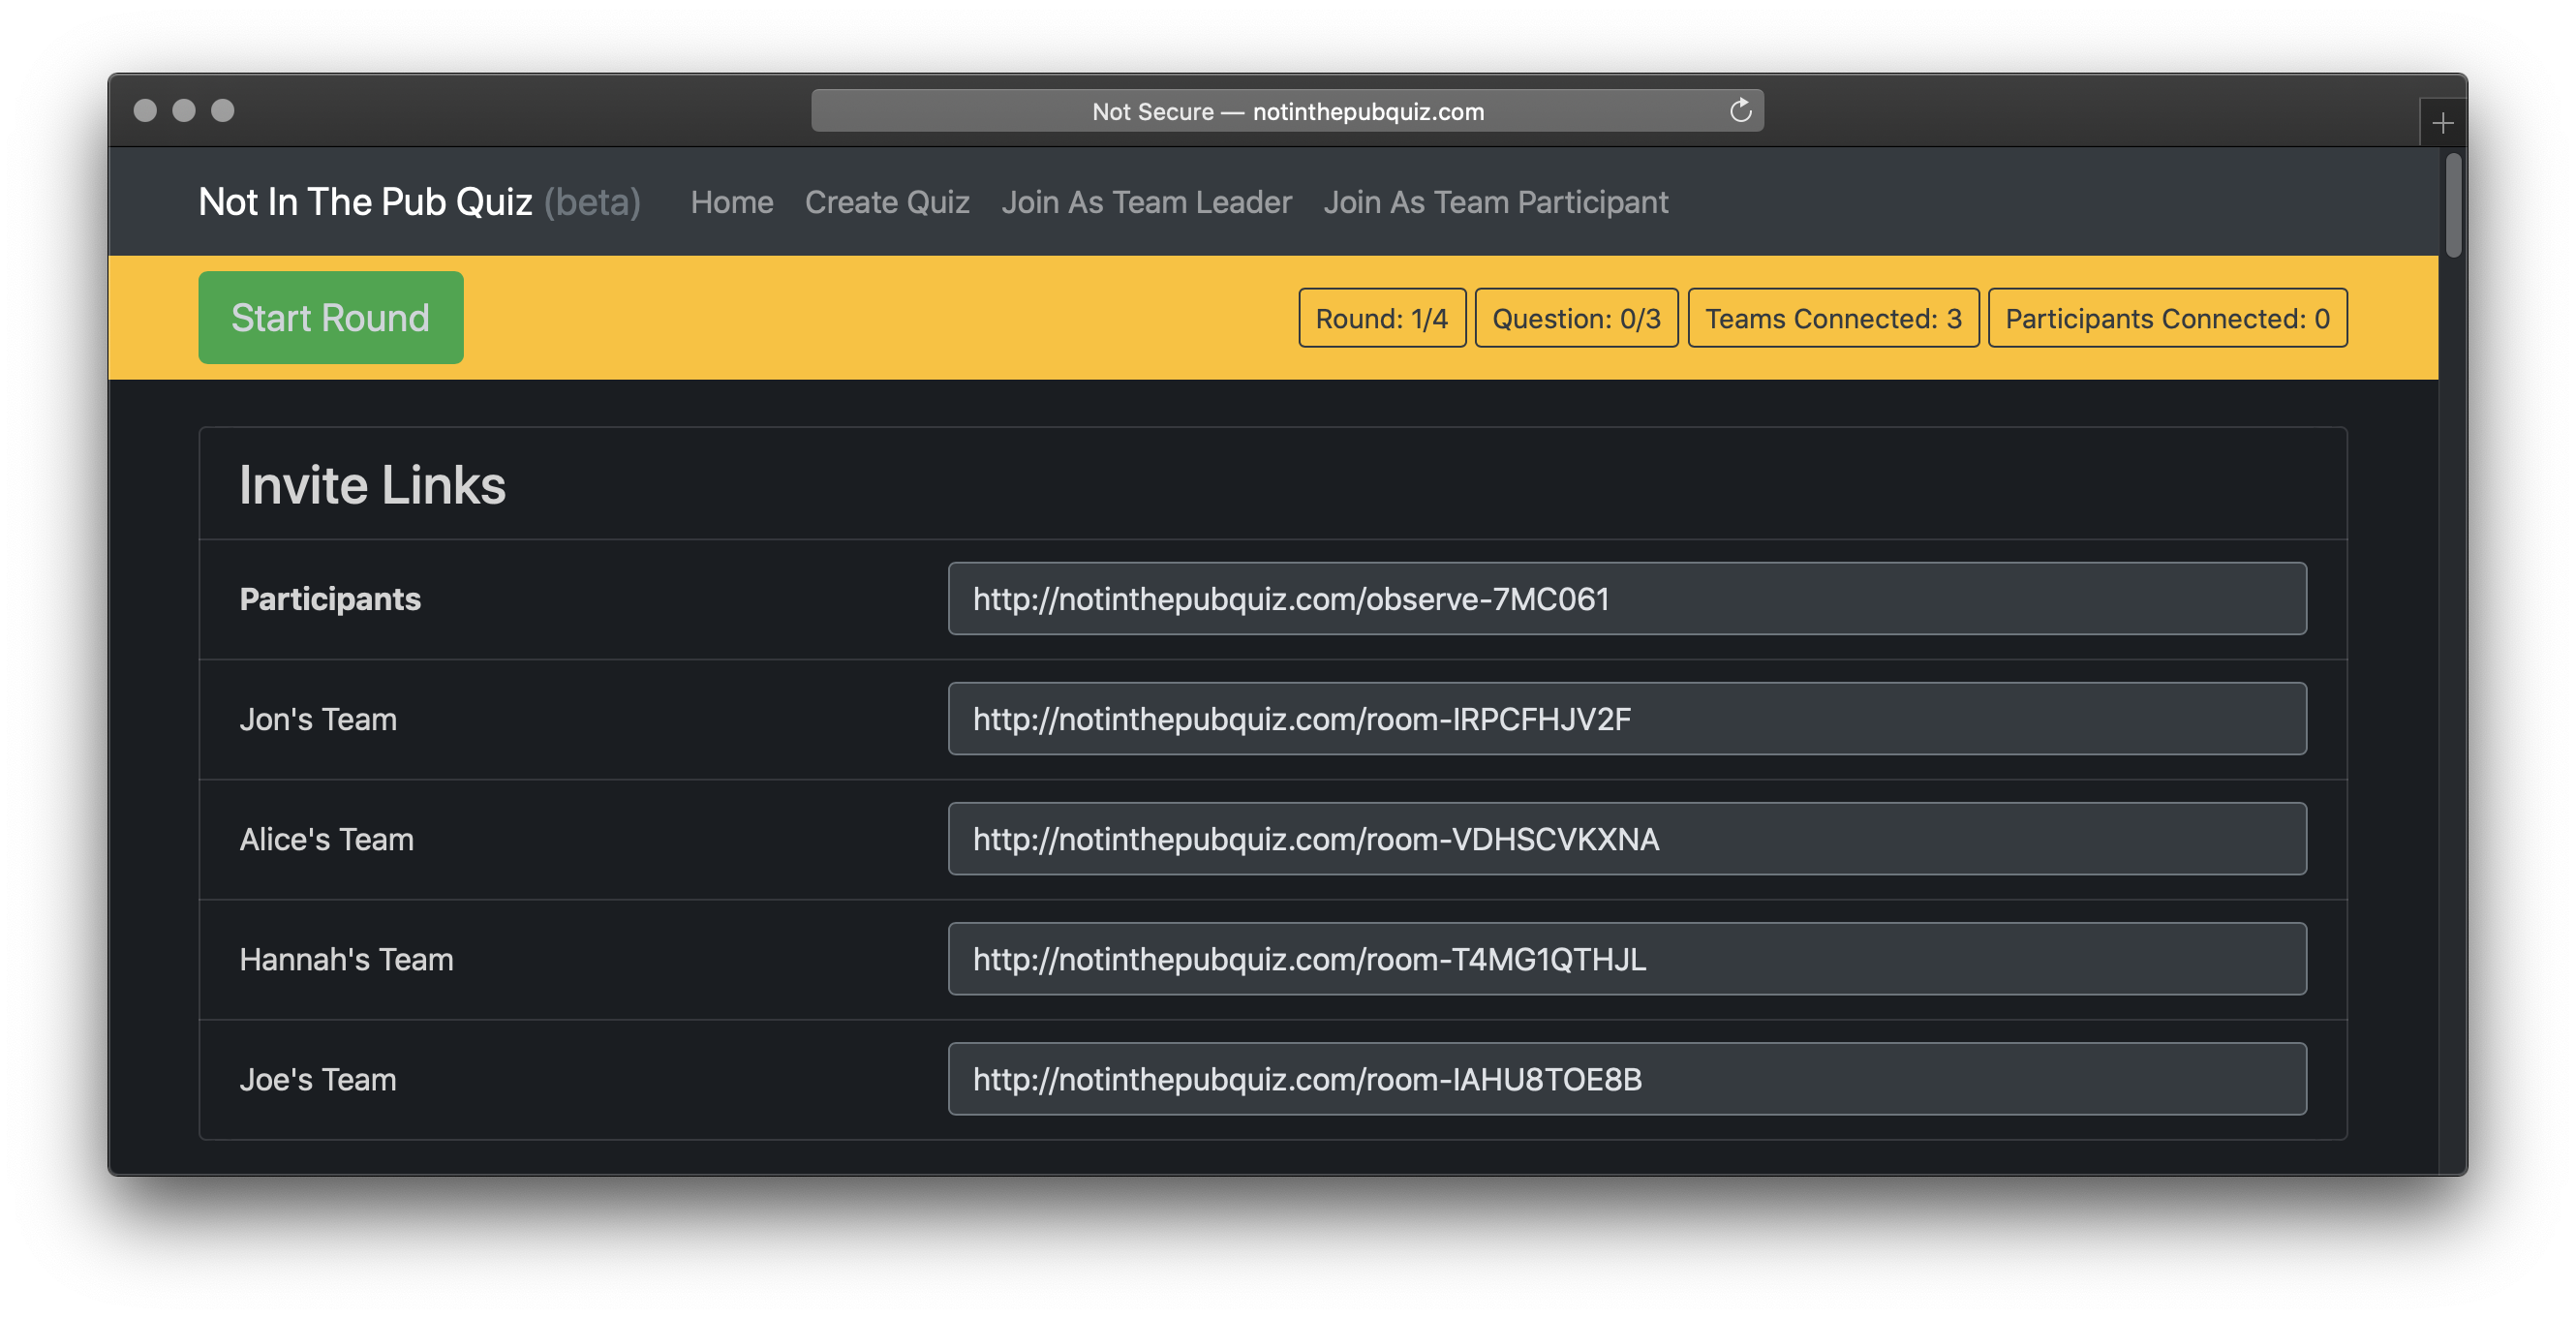 Not Secure — notinthepubquiz.com
Not In The Pub Quiz (beta) Home Create Quiz Join As Team Leader Join As Team Participant
Start Round Round: 1/4 Question: 0/3 Teams Connected: 3 Participants Connected: 0
Invite Links
Participants http://notinthepubquiz.com/observe-7MC061
Jon's Team http://notinthepubquiz.com/room-IRPCFHJV2F
Alice's Team http://notinthepubquiz.com/room-VDHSCVKXNA
Hannah's Team http://notinthepubquiz.com/room-T4MG1QTHJL
Joe's Team http://notinthepubquiz.com/room-IAHU8TOE8B